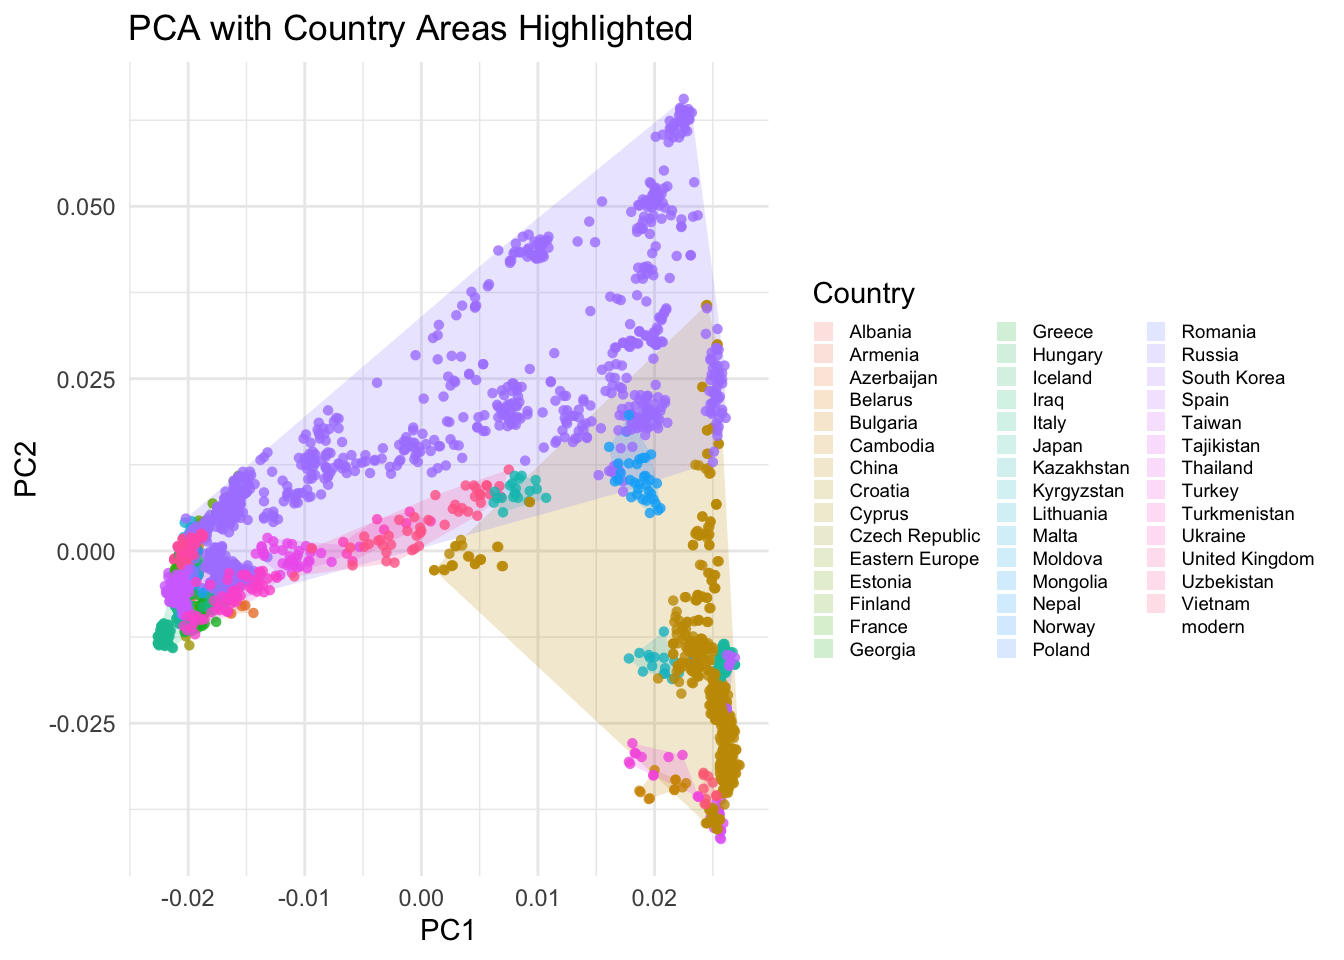 PCA with Country Areas Highlighted
0.050
0.025
0.000
-0.025
PC2
-0.02
-0.01
0.00
0.01
0.02
PC1
Country
Albania
Armenia
Azerbaijan
Belarus
Bulgaria
Cambodia
China
Croatia
Cyprus
Czech Republic
Eastern Europe
Estonia
Finland
France
Georgia
Greece
Hungary
Iceland
Iraq
Italy
Japan
Kazakhstan
Kyrgyzstan
Lithuania
Malta
Moldova
Mongolia
Nepal
Norway
Poland
Romania
Russia
South Korea
Spain
Taiwan
Tajikistan
Thailand
Turkey
Turkmenistan
Ukraine
United Kingdom
Uzbekistan
Vietnam
modern